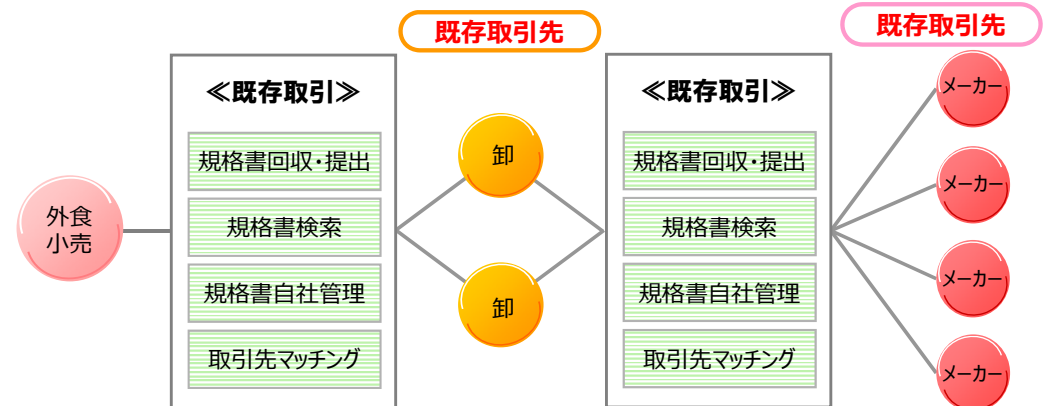 既存取引先
既存取引先
≪既存取引≫
≪既存取引≫
規格書回収・提出
規格書検索
規格書自社管理
取引先マッチング
規格書回収・提出
規格書検索
規格書自社管理
取引先マッチング
外食
小売
卸
卸
メーカー
メーカー
メーカー
メーカー